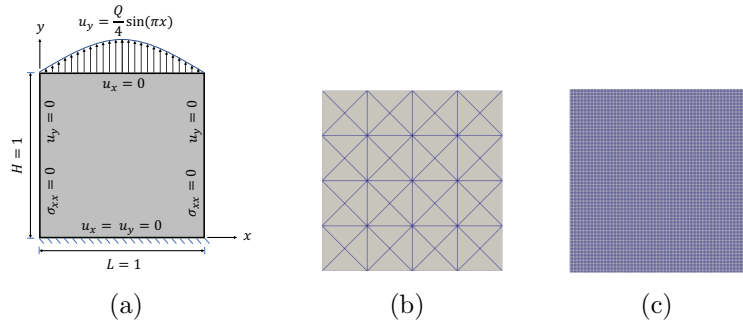 u_y = Q/4 sin(πx)
y
u_x = 0
u_y = 0
u_y = 0
H = 1
σ_xx = 0
σ_xx = 0
u_x = u_y = 0
x
L = 1
(a)
(b)
(c)